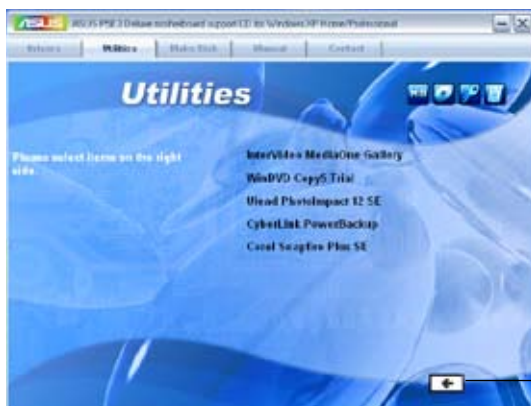 ASUS
ASUS P5E3 Deluxe motherboard support CD for Windows XP Home/Professional
Drivers Utilities Make Disk Manual Contact
Utilities
Please select items on the right
side.
InterVideo MediaOne Gallery
WinDVD Copy5 Trial
Ulead PhotoImpact 12 SE
CyberLink PowerBackup
Corel Snapfire Plus SE